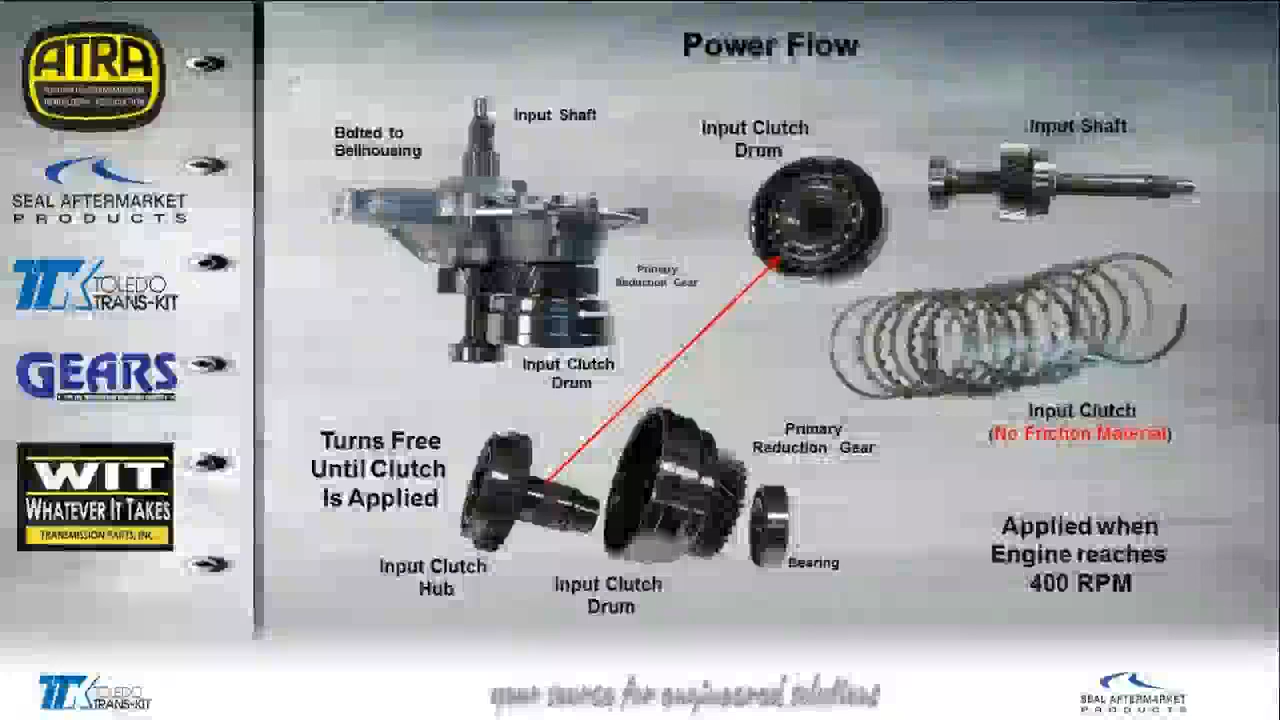 Power Flow
ATRA
SEAL AFTERMARKET
PRODUCTS
TTK TOLEDO
TRANS-KIT
GEARS
WIT
WHATEVER IT TAKES
TRANSMISSION PARTS, INC.
Bolted to
Bellhousing
Input Shaft
Primary
Reduction Gear
Input Clutch
Drum
Input Clutch
Drum
Input Shaft
Input Clutch
(No Friction Material)
Turns Free
Until Clutch
Is Applied
Input Clutch
Hub
Input Clutch
Drum
Primary
Reduction Gear
Bearing
Applied when
Engine reaches
400 RPM
TTK TOLEDO
TRANS-KIT
your source for engineered solutions
SEAL AFTERMARKET
PRODUCTS